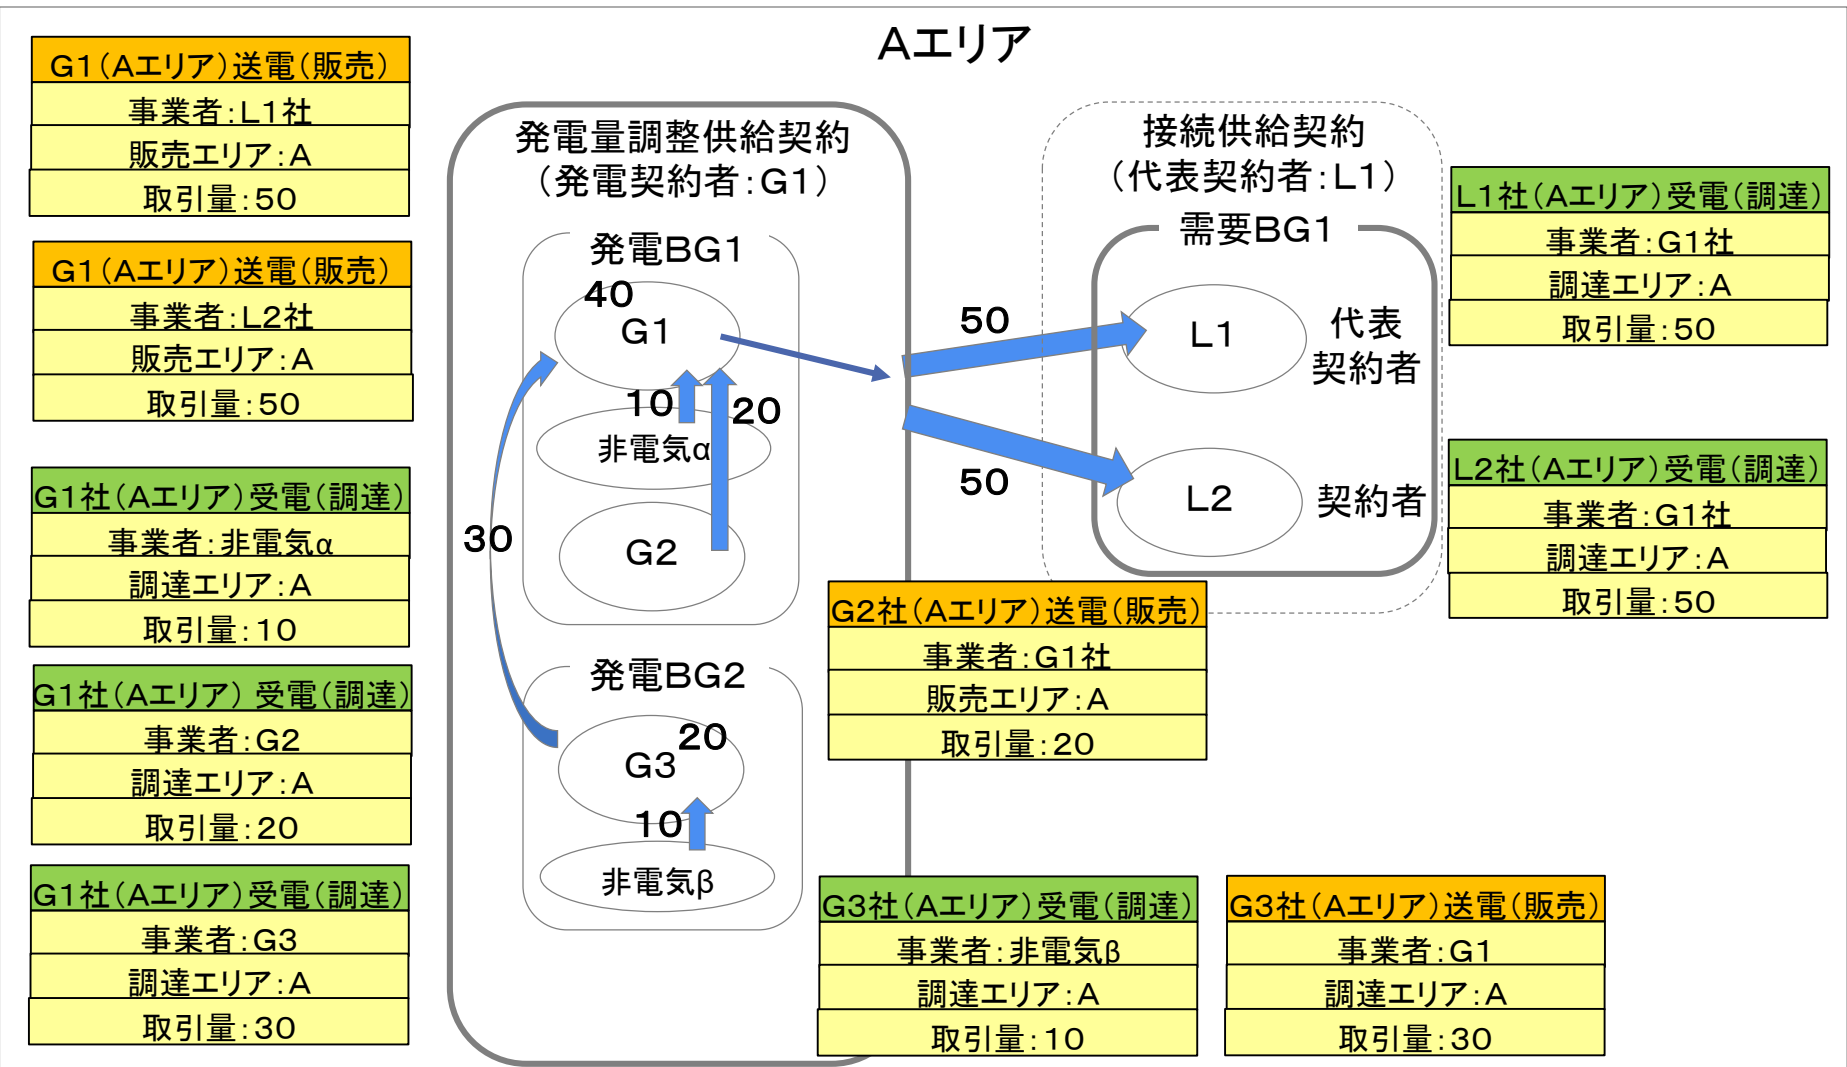 Aエリア
G1(Aエリア)送電(販売)
事業者:L1社
販売エリア:A
取引量:50
G1(Aエリア)送電(販売)
事業者:L2社
販売エリア:A
取引量:50
G1社(Aエリア)受電(調達)
事業者:非電気α
調達エリア:A
取引量:10
G1社(Aエリア) 受電(調達)
事業者:G2
調達エリア:A
取引量:20
G1社(Aエリア)受電(調達)
事業者:G3
調達エリア:A
取引量:30
発電量調整供給契約
(発電契約者:G1)
発電BG1
40
G1
10
20
非電気α
G2
30
発電BG2
20
G3
10
非電気β
50
50
接続供給契約
(代表契約者:L1)
需要BG1
L1
代表
契約者
L2
契約者
L1社(Aエリア)受電(調達)
事業者:G1社
調達エリア:A
取引量:50
L2社(Aエリア)受電(調達)
事業者:G1社
調達エリア:A
取引量:50
G2社(Aエリア)送電(販売)
事業者:G1社
販売エリア:A
取引量:20
G3社(Aエリア)受電(調達)
事業者:非電気β
調達エリア:A
取引量:10
G3社(Aエリア)送電(販売)
事業者:G1
調達エリア:A
取引量:30